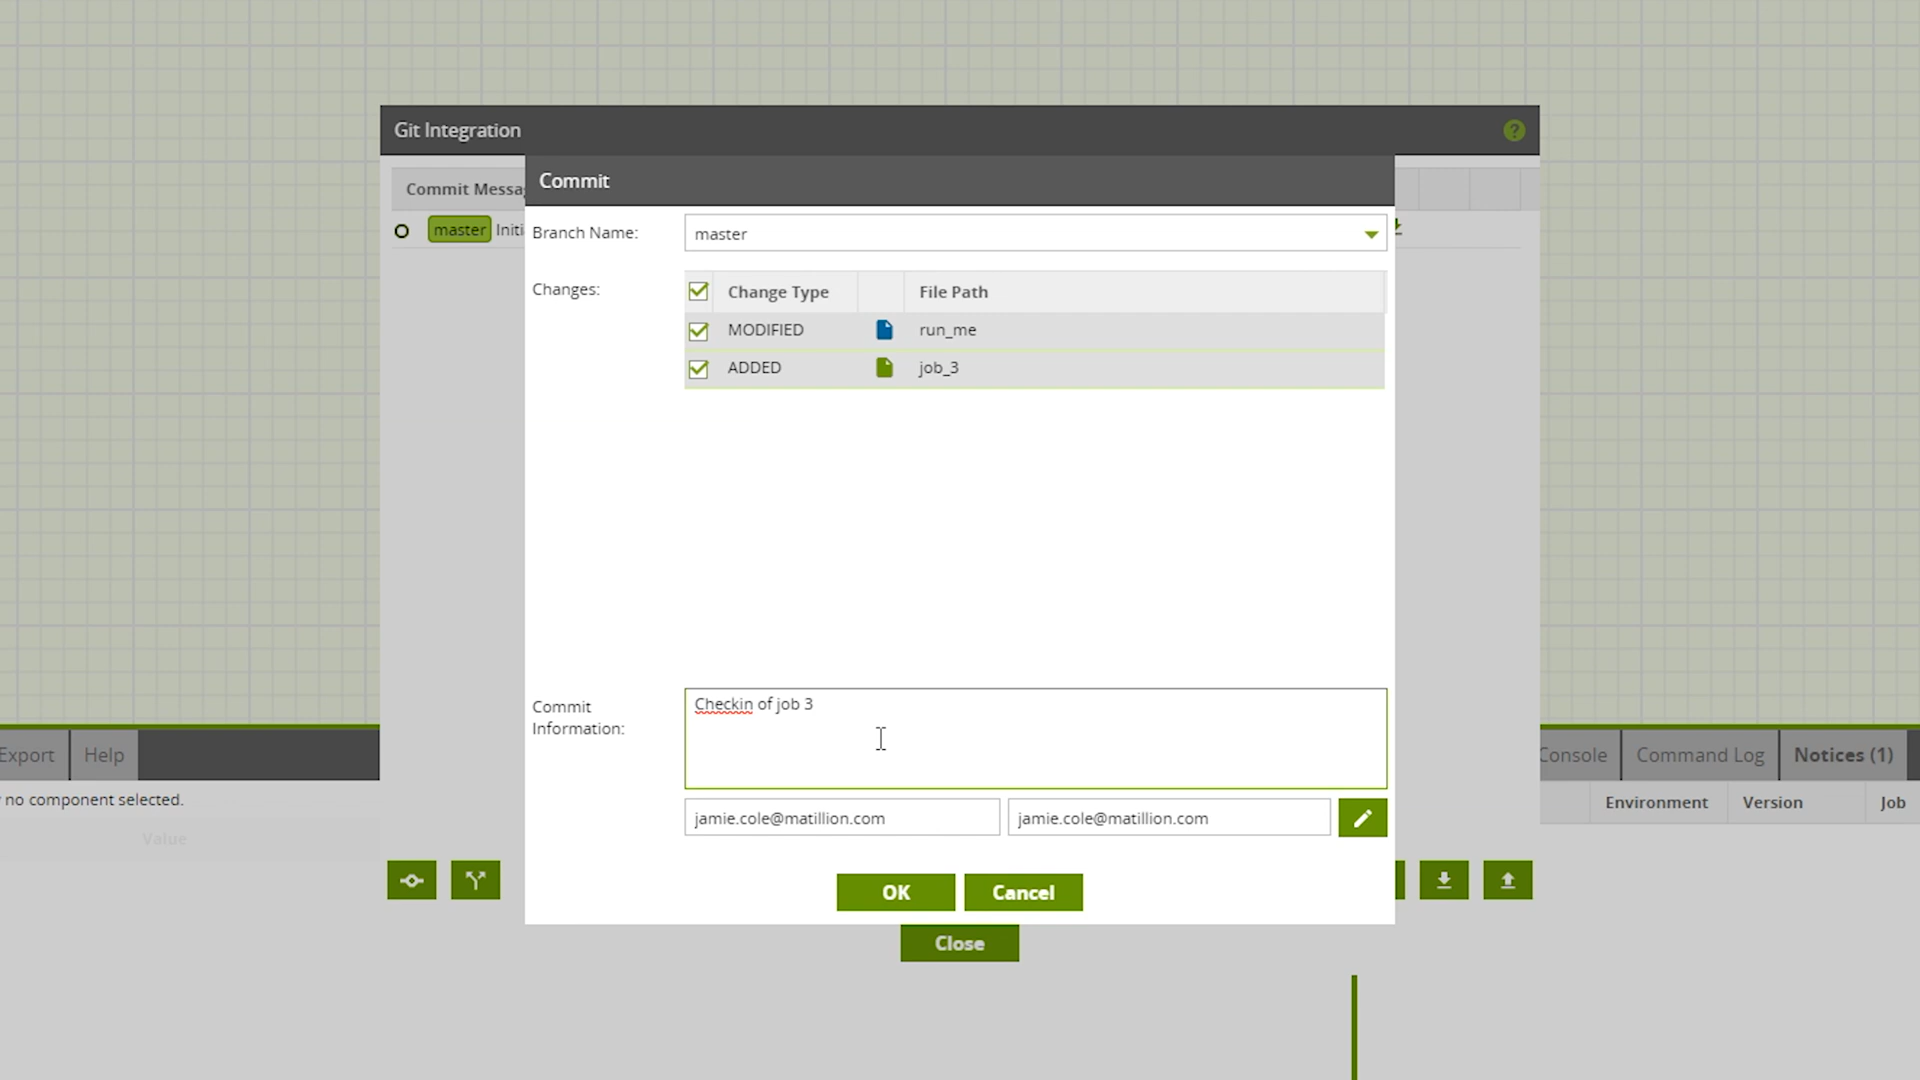 Git Integration
?
Commit
Commit Messa
master Initi
Branch Name: master
Changes:
Change Type File Path
MODIFIED run_me
ADDED job_3
Commit Information:
Checkin of job 3
jamie.cole@matillion.com jamie.cole@matillion.com
OK Cancel
Close
Export Help
no component selected.
Value
Console Command Log Notices (1)
Environment Version Job